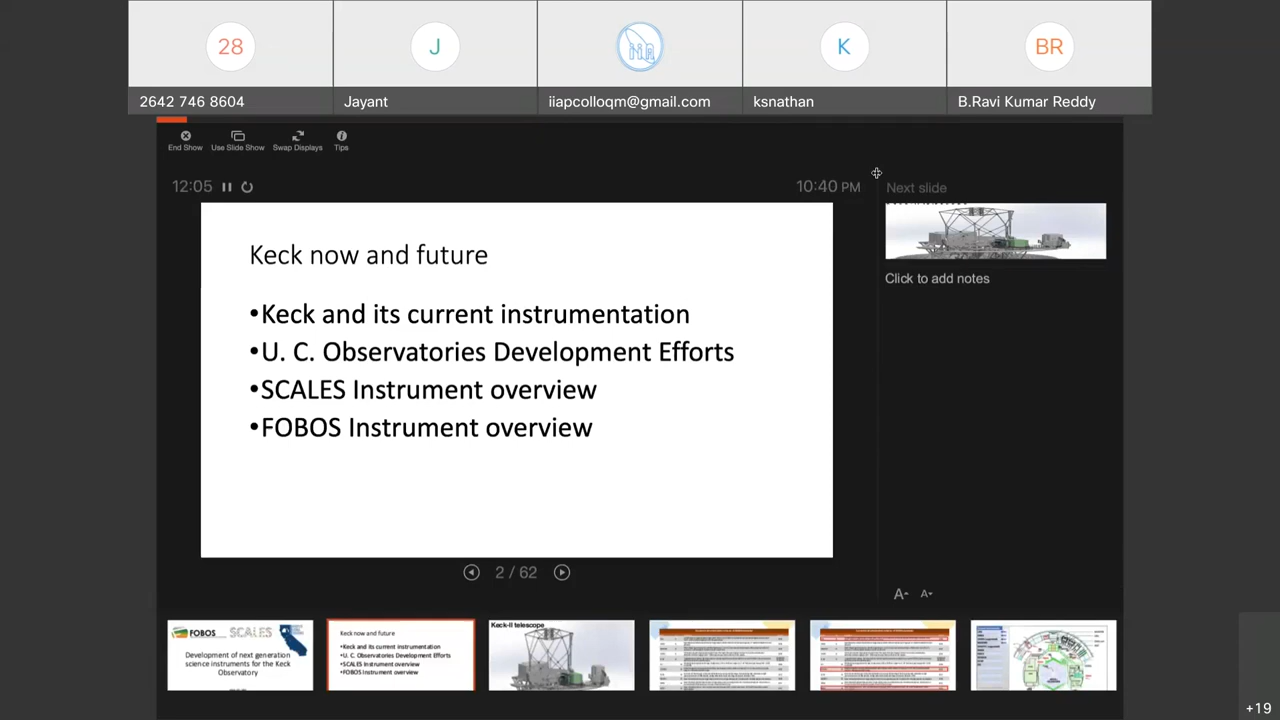 28
J
K
BR
2642 746 8604
Jayant
iiapcolloqm@gmail.com
ksnathan
B.Ravi Kumar Reddy
End Show
Use Slide Show
Swap Displays
Tips
12:05
10:40 PM
Next slide
Keck now and future
•Keck and its current instrumentation
•U. C. Observatories Development Efforts
•SCALES Instrument overview
•FOBOS Instrument overview
Click to add notes
2 / 62
A
A
FOBOS
SCALES
Development of next generation
science instruments for the Keck
Observatory
Keck now and future
•Keck and its current instrumentation
•U. C. Observatories Development Efforts
•SCALES Instrument overview
•FOBOS Instrument overview
Keck-II telescope
+19